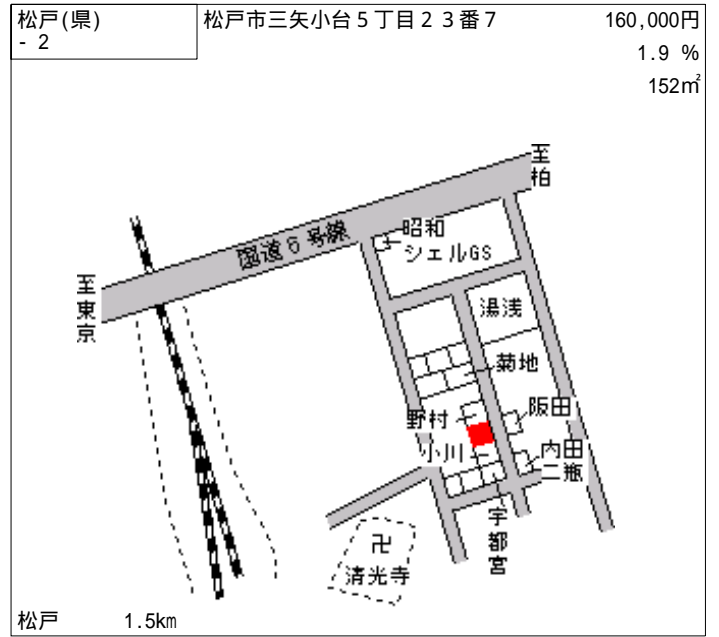 松戸(県)
- 2
松戸市三矢小台５丁目２３番７
160,000円
1.9 %
152㎡
至柏
国道６号線
昭和
シェルGS
至東京
湯浅
菊地
野村
阪田
小川
内田
二瓶
宇都宮
卍
清光寺
松戸 1.5km